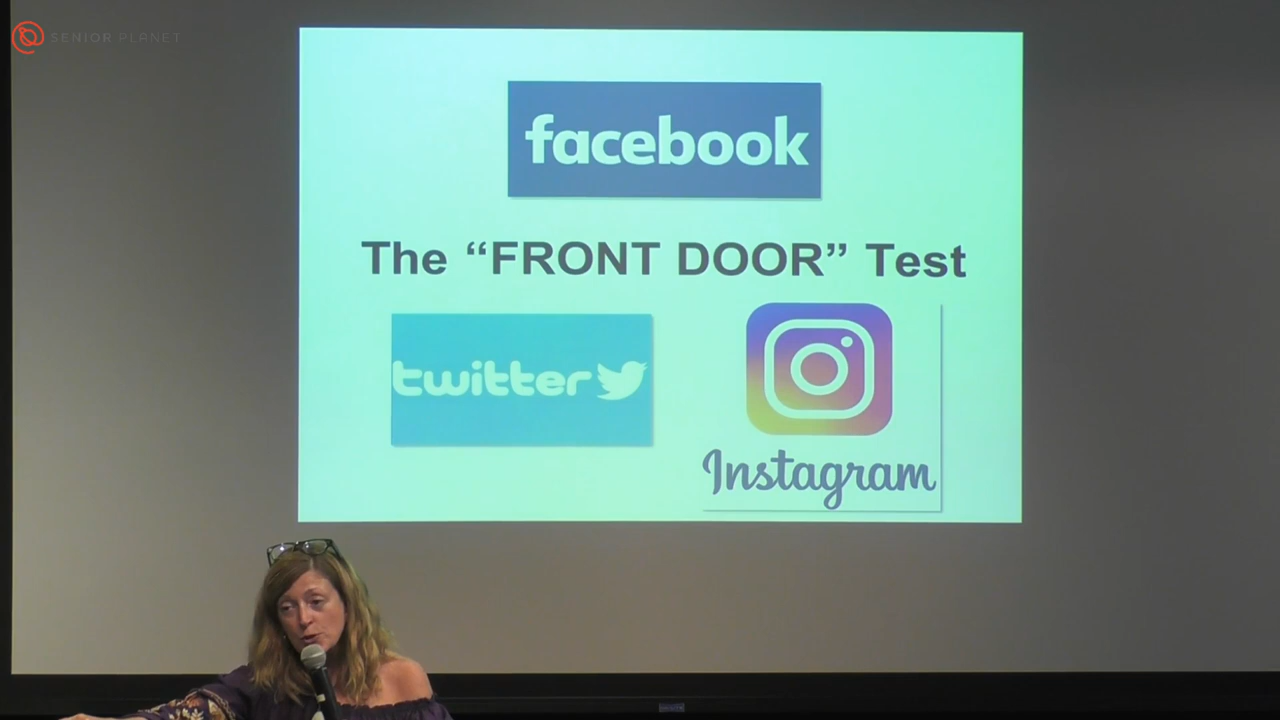 SENIOR PLANET
facebook
The “FRONT DOOR” Test
twitter
Instagram